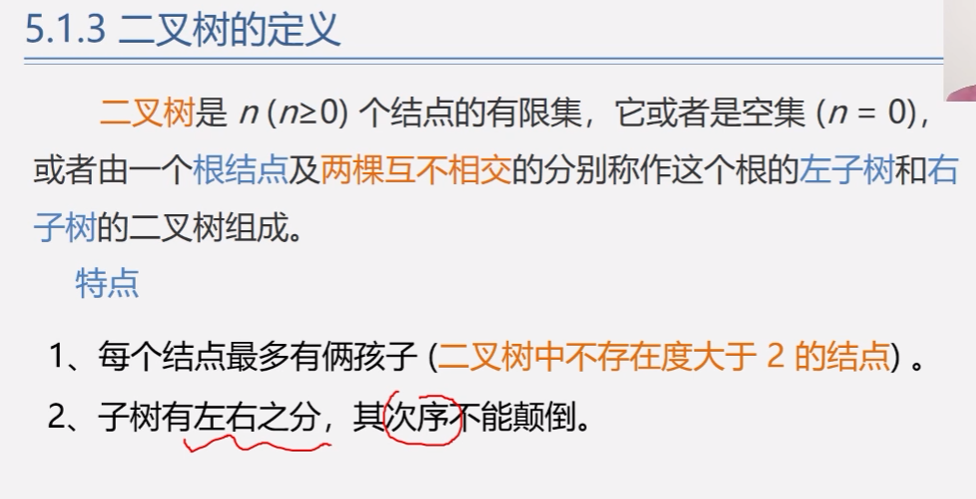 5.1.3 二叉树的定义
二叉树是 n (n≥0) 个结点的有限集，它或者是空集 (n = 0)，
或者由一个根结点及两棵互不相交的分别称作这个根的左子树和右
子树的二叉树组成。
特点
1、每个结点最多有俩孩子 (二叉树中不存在度大于 2 的结点) 。
2、子树有左右之分，其次序不能颠倒。